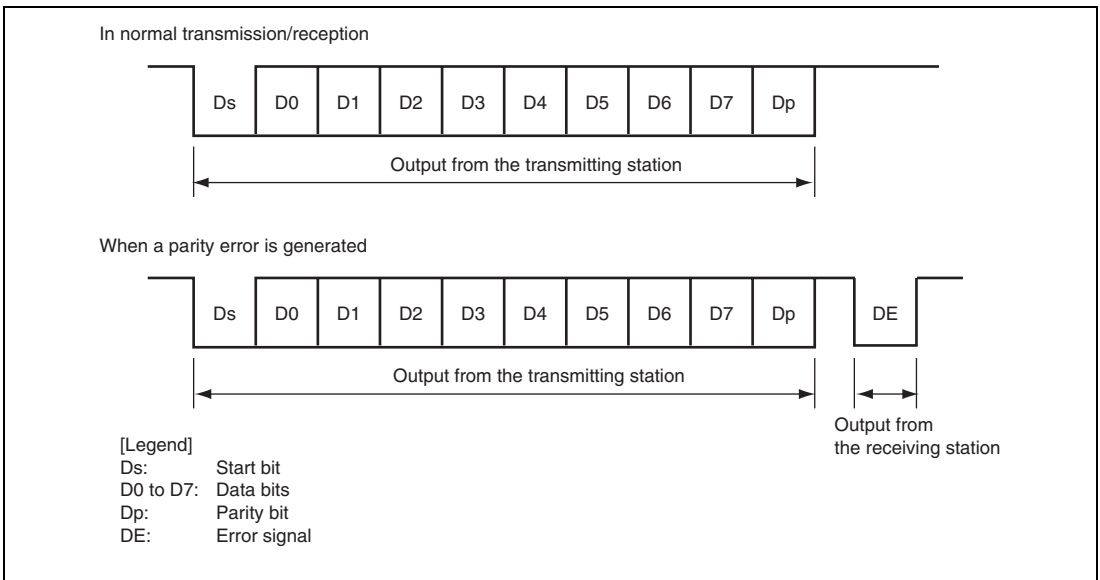 In normal transmission/reception
Ds D0 D1 D2 D3 D4 D5 D6 D7 Dp
Output from the transmitting station
When a parity error is generated
Ds D0 D1 D2 D3 D4 D5 D6 D7 Dp DE
Output from the transmitting station
Output from
the receiving station
[Legend]
Ds: Start bit
D0 to D7: Data bits
Dp: Parity bit
DE: Error signal